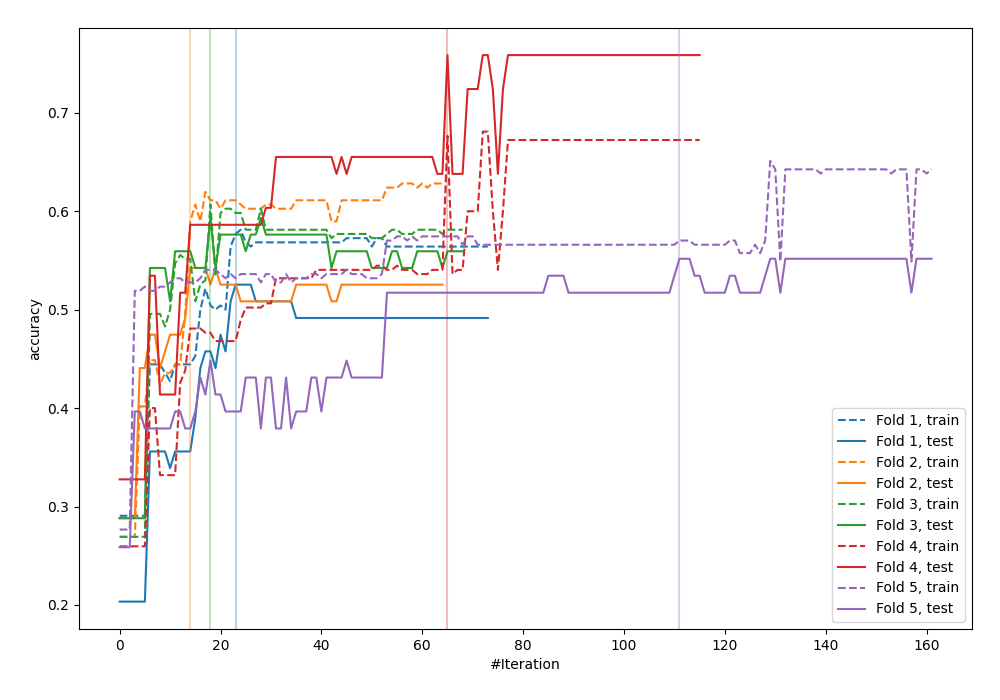 0.7
0.6
0.5
0.4
0.3
0.2
accuracy
0 20 40 60 80 100 120 140 160
#Iteration
Fold 1, train
Fold 1, test
Fold 2, train
Fold 2, test
Fold 3, train
Fold 3, test
Fold 4, train
Fold 4, test
Fold 5, train
Fold 5, test